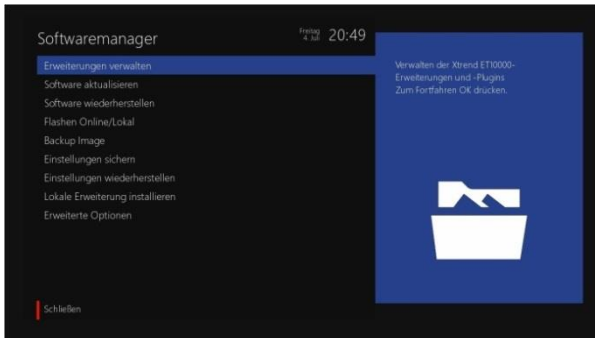 Softwaremanager
Freitag
4. Juli
20:49
Erweiterungen verwalten
Software aktualisieren
Software wiederherstellen
Flashen Online/Lokal
Backup Image
Einstellungen sichern
Einstellungen wiederherstellen
Lokale Erweiterung installieren
Erweiterte Optionen
Verwalten der Xtrend ET10000-
Erweiterungen und -Plugins
Zum Fortfahren OK drücken.
Schließen